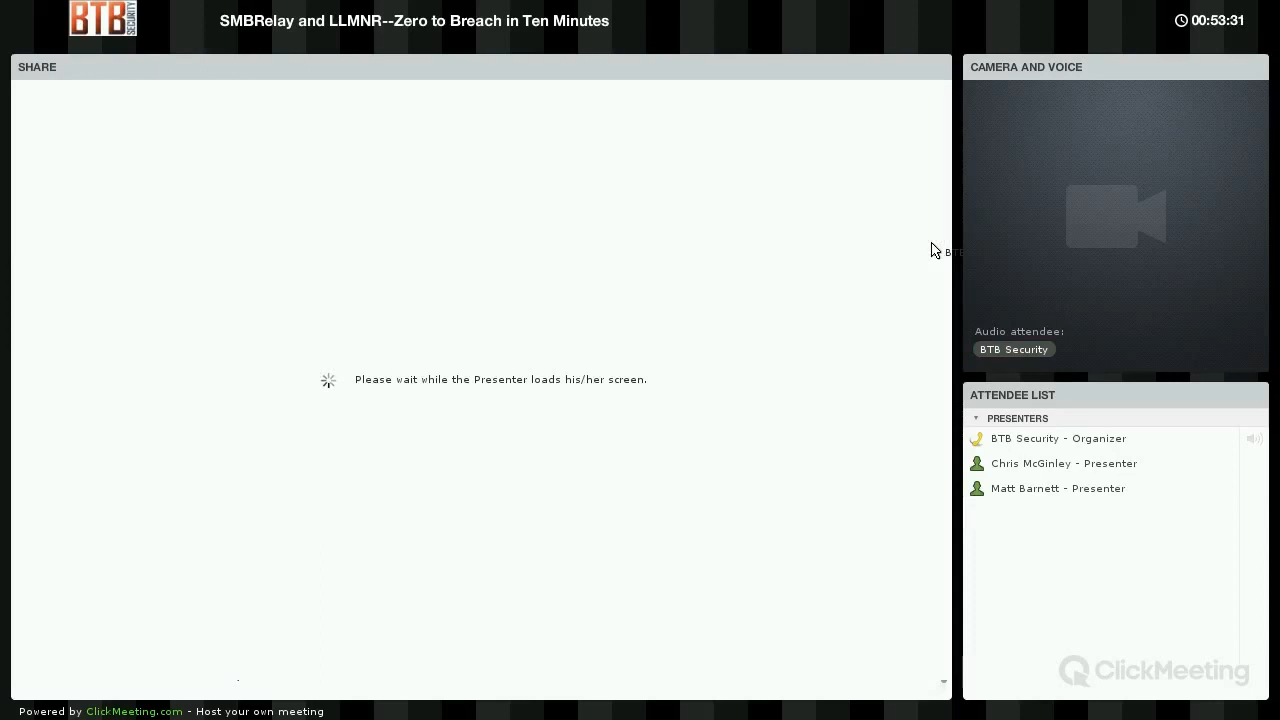 BTB SECURITY
SMBRelay and LLMNR--Zero to Breach in Ten Minutes
00:53:31
SHARE
Please wait while the Presenter loads his/her screen.
CAMERA AND VOICE
Audio attendee:
BTB Security
ATTENDEE LIST
PRESENTERS
BTB Security - Organizer
Chris McGinley - Presenter
Matt Barnett - Presenter
ClickMeeting
Powered by ClickMeeting.com - Host your own meeting